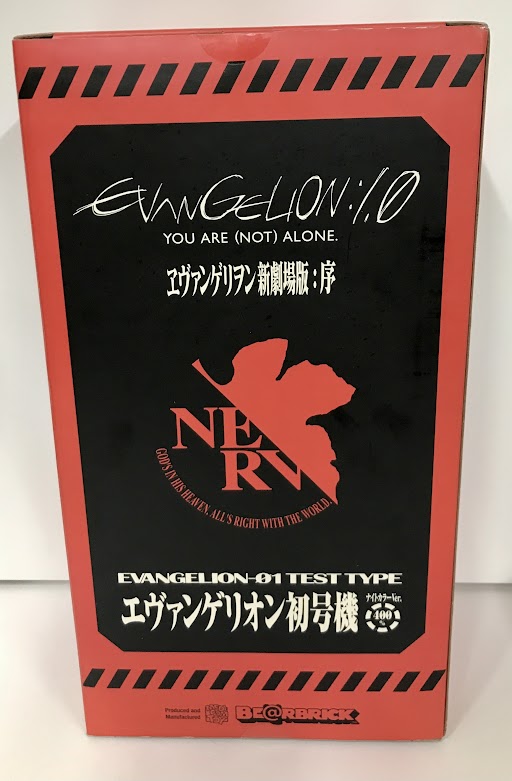 EVANGELION:1.0
YOU ARE (NOT) ALONE.
ヱヴァンゲリヲン新劇場版：序
NERV
GOD'S IN HIS HEAVEN. ALL'S RIGHT WITH THE WORLD.
EVANGELION-01 TEST TYPE
エヴァンゲリオン初号機
ナイトカラーVer.
400%
Produced and
Manufactured
BE@RBRICK